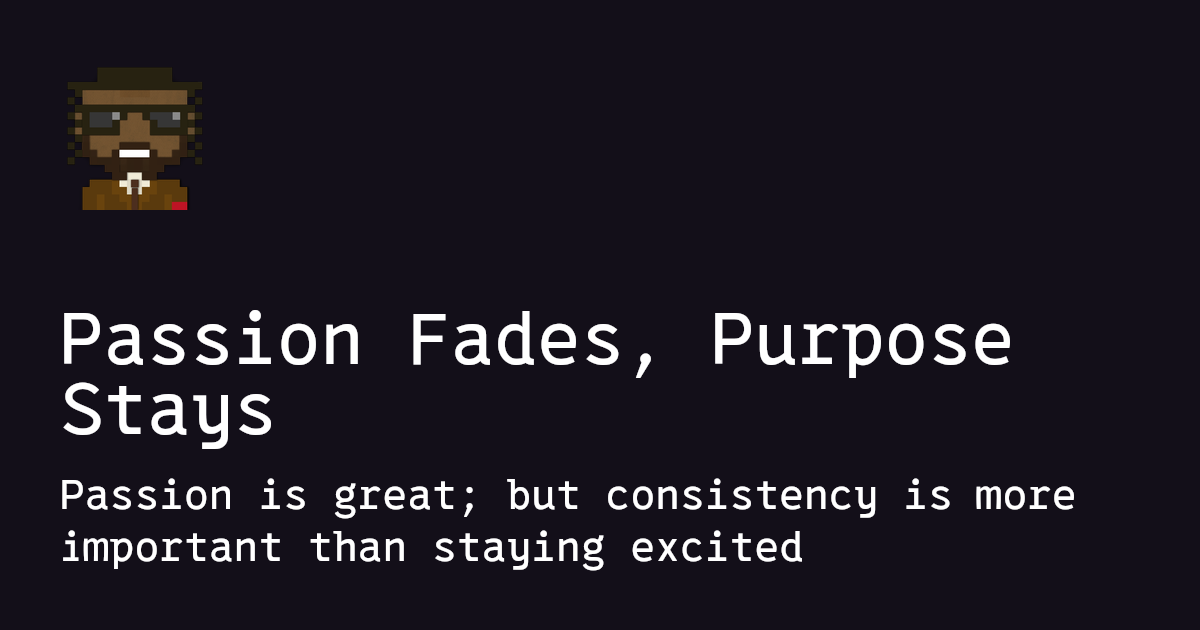 Passion Fades, Purpose
Stays
Passion is great; but consistency is more
important than staying excited